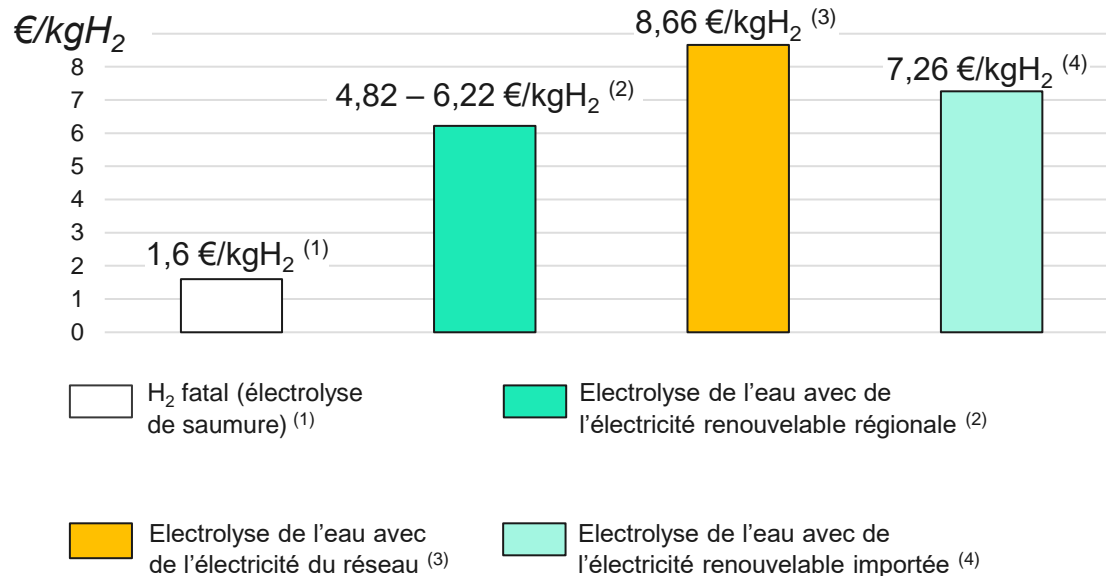 €/kgH₂
8,66 €/kgH₂ ⁽³⁾
7,26 €/kgH₂ ⁽⁴⁾
4,82 – 6,22 €/kgH₂ ⁽²⁾
1,6 €/kgH₂ ⁽¹⁾
8
7
6
5
4
3
2
1
0
H₂ fatal (électrolyse
de saumure) ⁽¹⁾
Electrolyse de l’eau avec de
l’électricité renouvelable régionale ⁽²⁾
Electrolyse de l’eau avec
de l’électricité du réseau ⁽³⁾
Electrolyse de l’eau avec de
l’électricité renouvelable importée ⁽⁴⁾